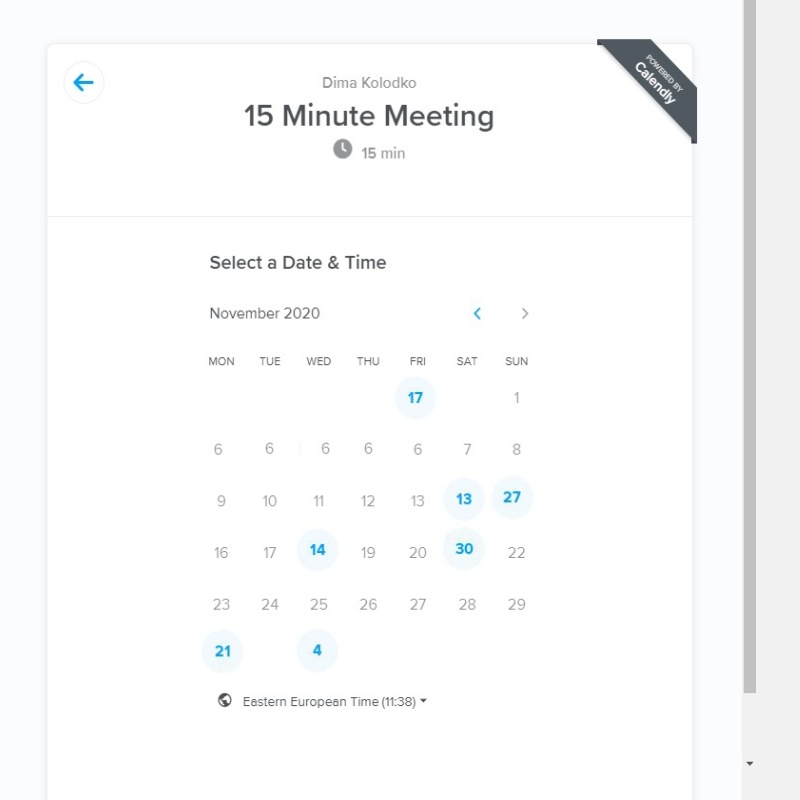 POWERED BY
Calendly
Dima Kolodko
15 Minute Meeting
15 min
Select a Date & Time
November 2020
MON TUE WED THU FRI SAT SUN
17 1
6 6 6 6 6 7 8
9 10 11 12 13 13 27
16 17 14 19 20 30 22
23 24 25 26 27 28 29
21 4
Eastern European Time (11:38)